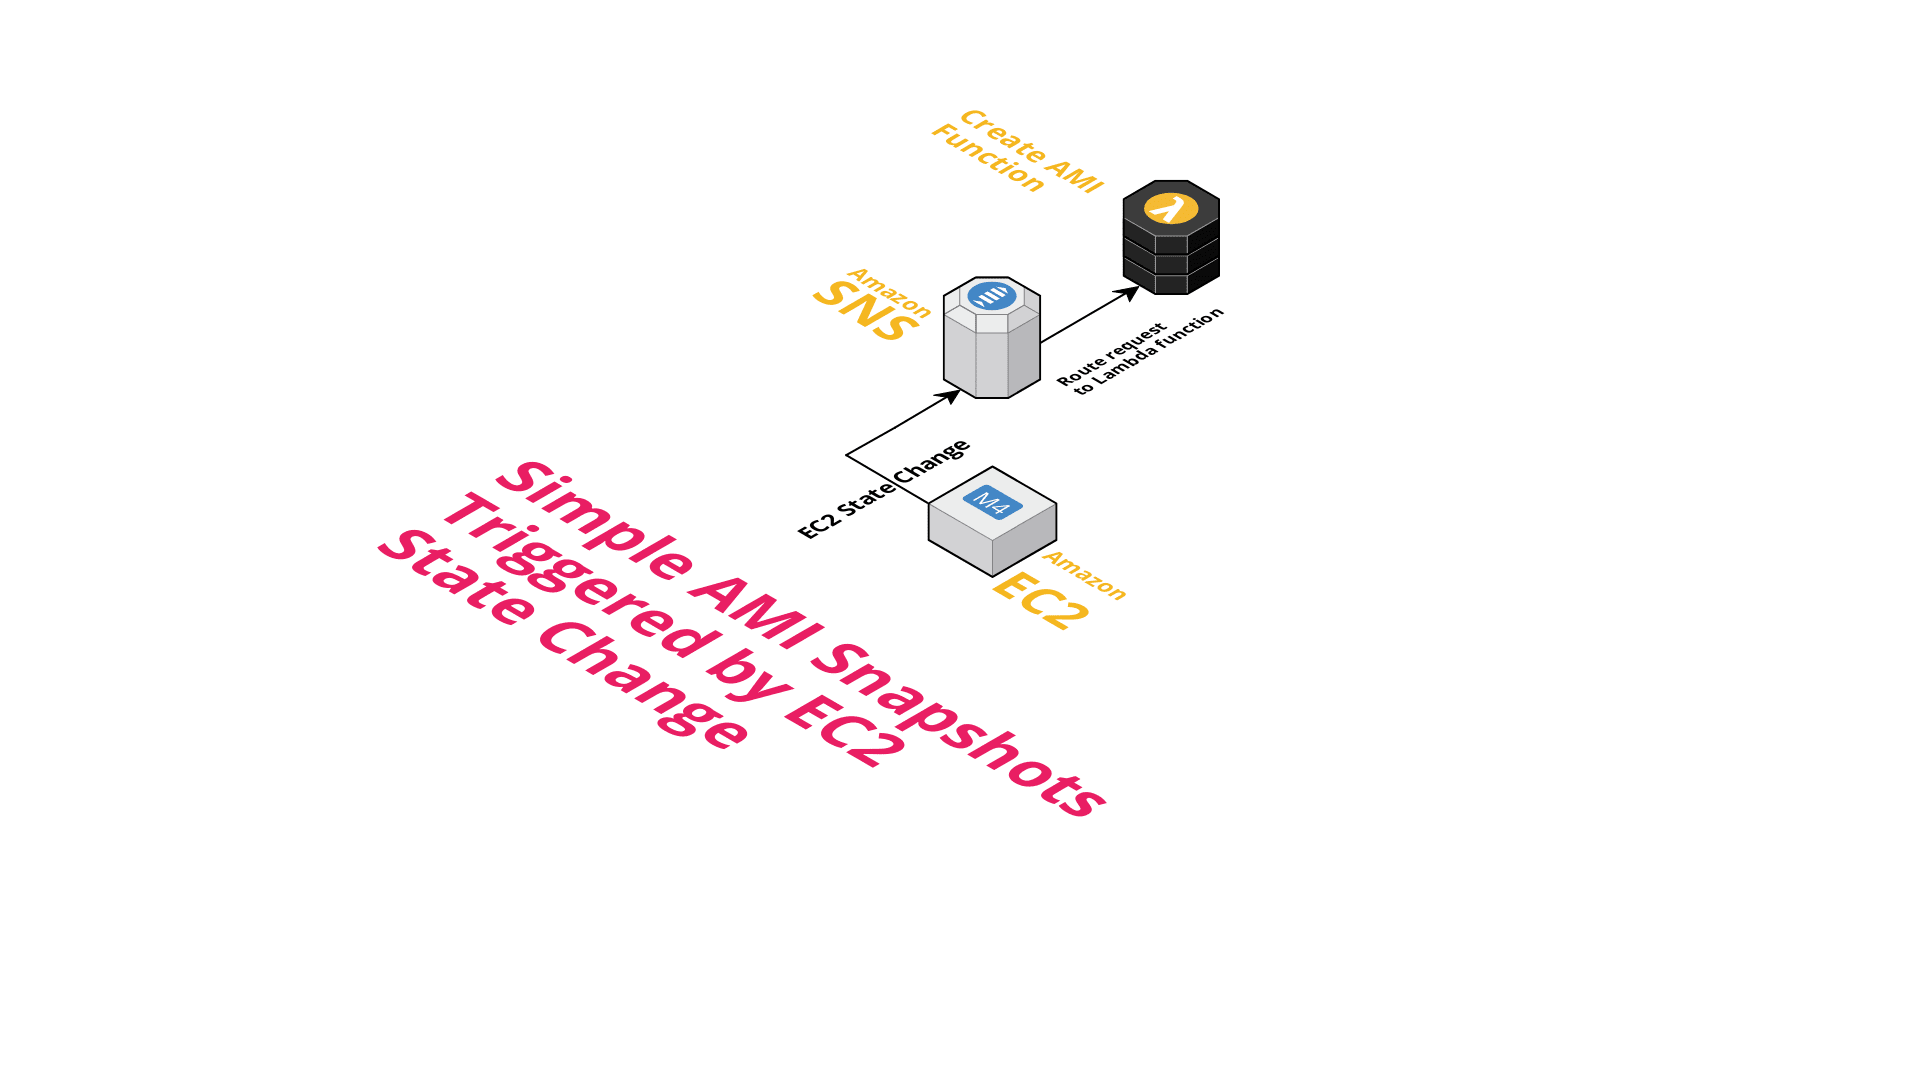 Create AMI
Function
Amazon
SNS
Route request
to Lambda function
EC2 State Change
M4
Amazon
EC2
Simple AMI Snapshots
Triggered by EC2
State Change